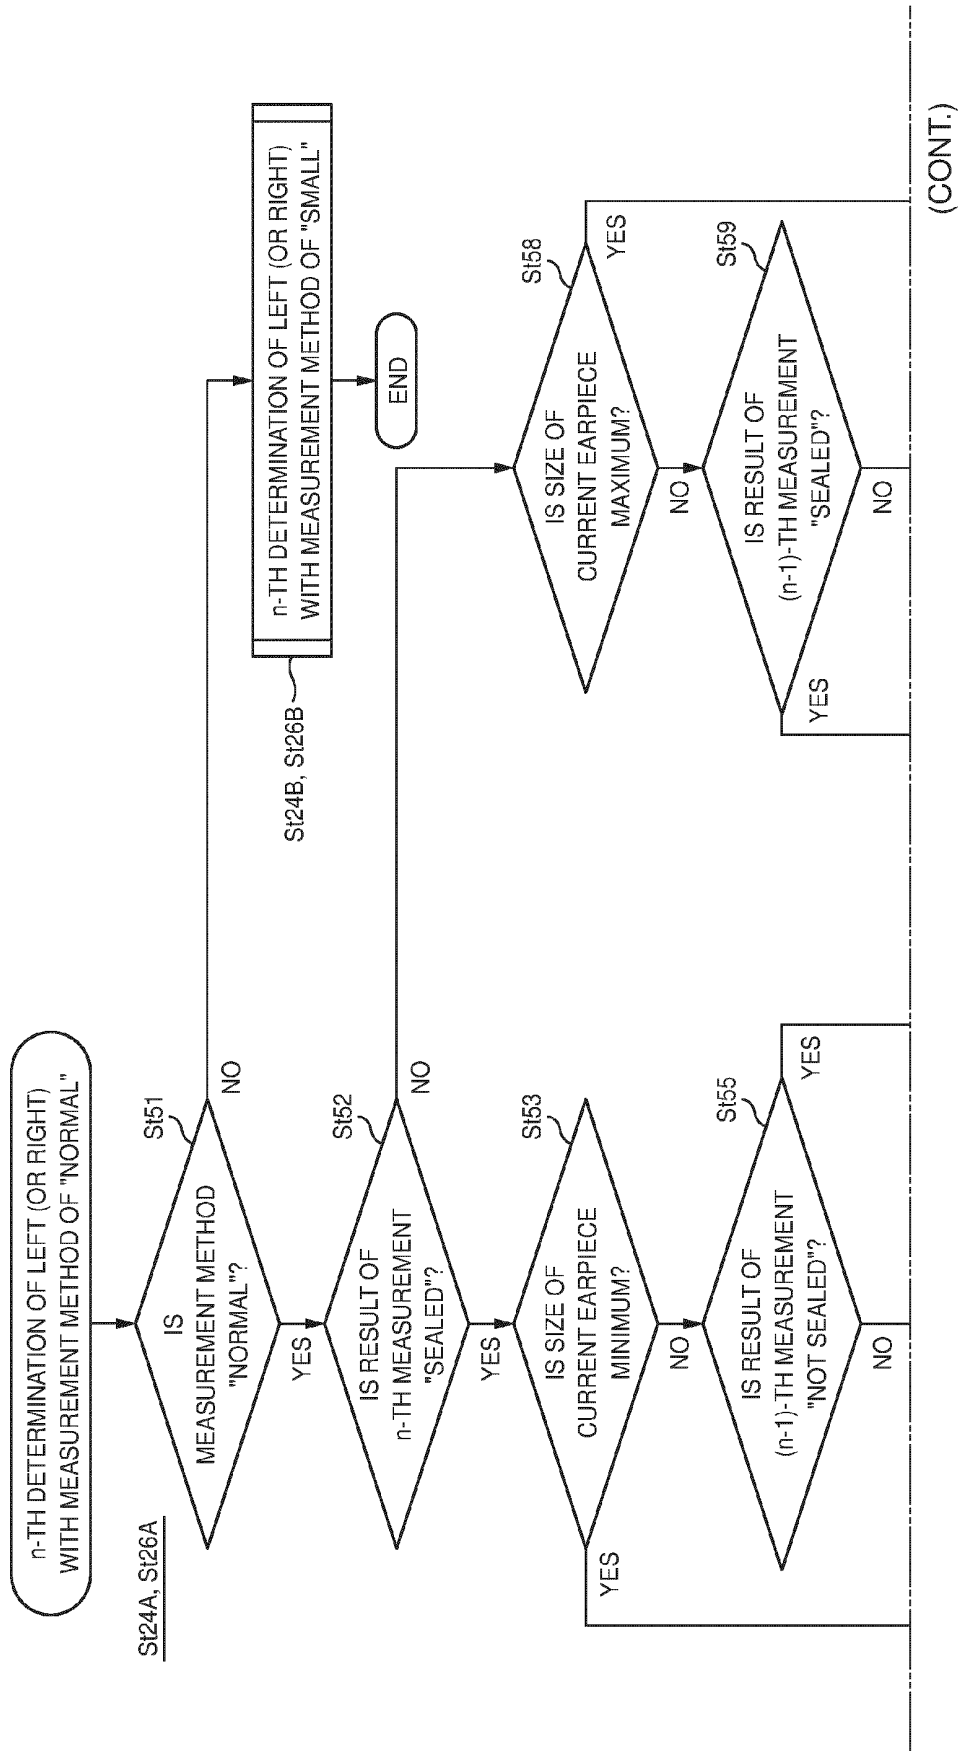 n-TH DETERMINATION OF LEFT (OR RIGHT)
WITH MEASUREMENT METHOD OF "NORMAL"
St24A, St26A
St51
IS
MEASUREMENT METHOD
"NORMAL"?
NO
YES
n-TH DETERMINATION OF LEFT (OR RIGHT)
WITH MEASUREMENT METHOD OF "SMALL"
St24B, St26B
END
St52
IS RESULT OF
n-TH MEASUREMENT
"SEALED"?
NO
YES
St53
IS SIZE OF
CURRENT EARPIECE
MINIMUM?
YES
NO
St58
IS SIZE OF
CURRENT EARPIECE
MAXIMUM?
YES
NO
St55
IS RESULT OF
(n-1)-TH MEASUREMENT
"NOT SEALED"?
YES
NO
St59
IS RESULT OF
(n-1)-TH MEASUREMENT
"SEALED"?
YES
NO
(CONT.)